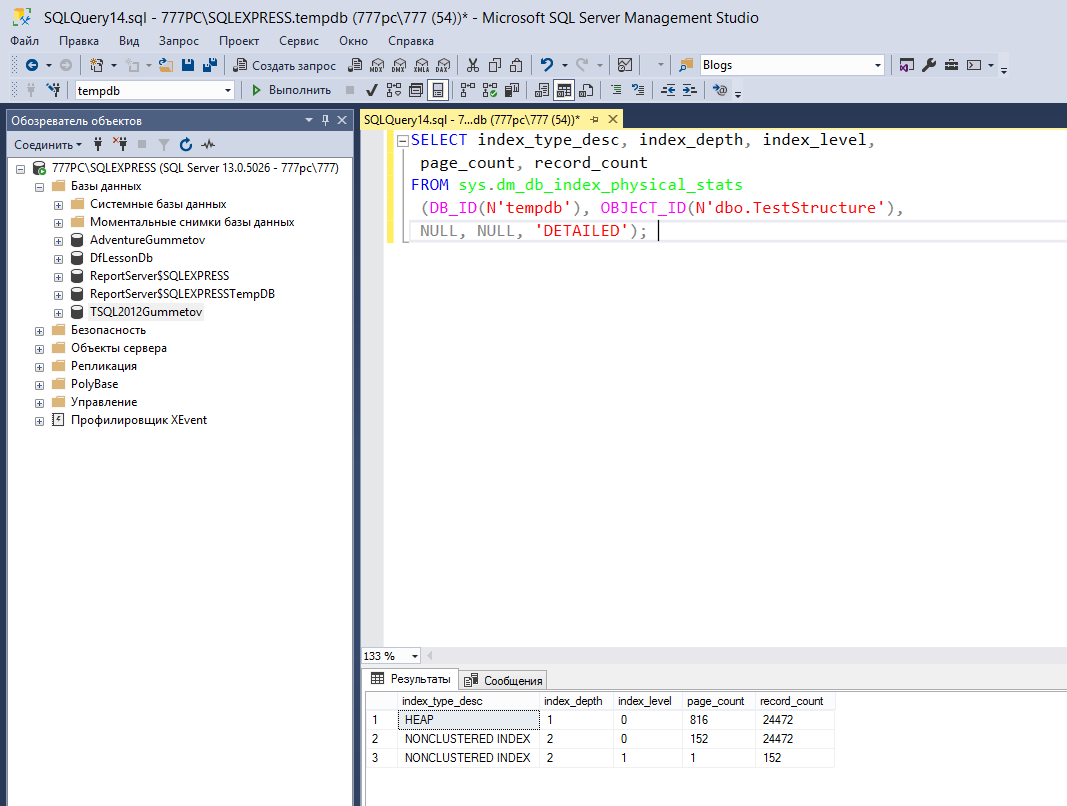 SQLQuery14.sql - 777PC\SQLEXPRESS.tempdb (777pc\777 (54))* - Microsoft SQL Server Management Studio
Файл Правка Вид Запрос Проект Сервис Окно Справка
Создать запрос MDX DMX XMLA DAX Blogs
tempdb Выполнить
Обозреватель объектов
SQLQuery14.sql - 7...db (777pc\777 (54))*
Соединить
777PC\SQLEXPRESS (SQL Server 13.0.5026 - 777pc\777)
Базы данных
Системные базы данных
Моментальные снимки базы данных
AdventureGummetov
DfLessonDb
ReportServer$SQLEXPRESS
ReportServer$SQLEXPRESSTempDB
TSQL2012Gummetov
Безопасность
Объекты сервера
Репликация
PolyBase
Управление
Профилировщик XEvent
SELECT index_type_desc, index_depth, index_level,
page_count, record_count
FROM sys.dm_db_index_physical_stats
(DB_ID(N'tempdb'), OBJECT_ID(N'dbo.TestStructure'),
NULL, NULL, 'DETAILED');
133 %
Результаты Сообщения
index_type_desc index_depth index_level page_count record_count
1 HEAP 1 0 816 24472
2 NONCLUSTERED INDEX 2 0 152 24472
3 NONCLUSTERED INDEX 2 1 1 152